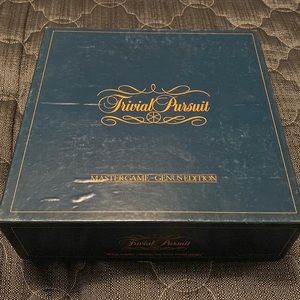 Trivial Pursuit
MASTER GAME - GENUS EDITION
Trivial Pursuit